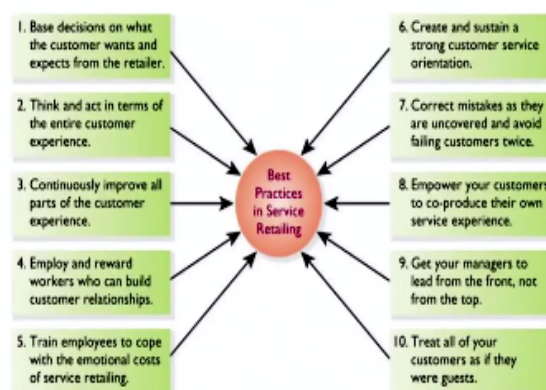 1. Base decisions on what
the customer wants and
expects from the retailer.
2. Think and act in terms of
the entire customer
experience.
3. Continuously improve all
parts of the customer
experience.
4. Employ and reward
workers who can build
customer relationships.
5. Train employees to cope
with the emotional costs
of service retailing.
Best
Practices
in Service
Retailing
6. Create and sustain a
strong customer service
orientation.
7. Correct mistakes as they
are uncovered and avoid
failing customers twice.
8. Empower your customers
to co-produce their own
service experience.
9. Get your managers to
lead from the front, not
from the top.
10. Treat all of your
customers as if they
were guests.